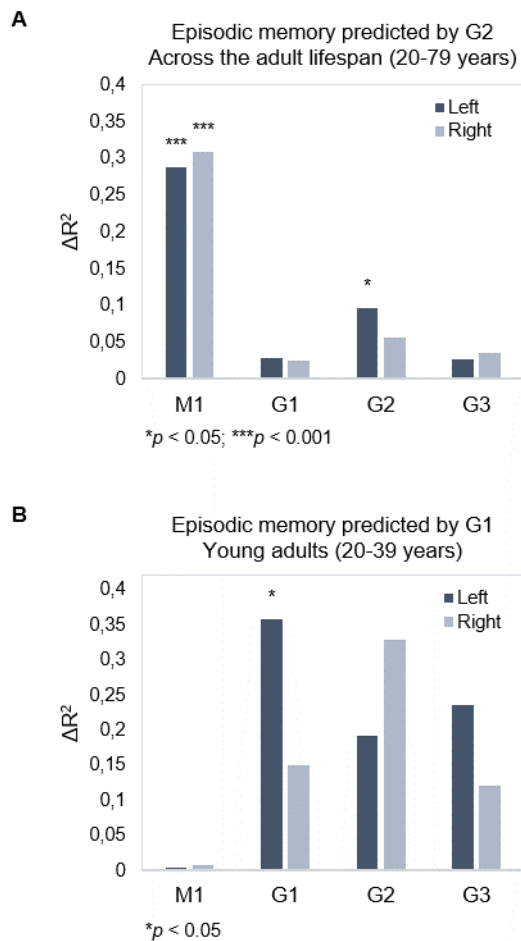 A
Episodic memory predicted by G2
Across the adult lifespan (20-79 years)
0,4
0,35
0,3
0,25
0,2
0,15
0,1
0,05
0
ΔR²
Left
Right
***
***
*
M1 G1 G2 G3
*p < 0.05; ***p < 0.001
B
Episodic memory predicted by G1
Young adults (20-39 years)
0,4
0,35
0,3
0,25
0,2
0,15
0,1
0,05
0
ΔR²
Left
Right
*
M1 G1 G2 G3
*p < 0.05